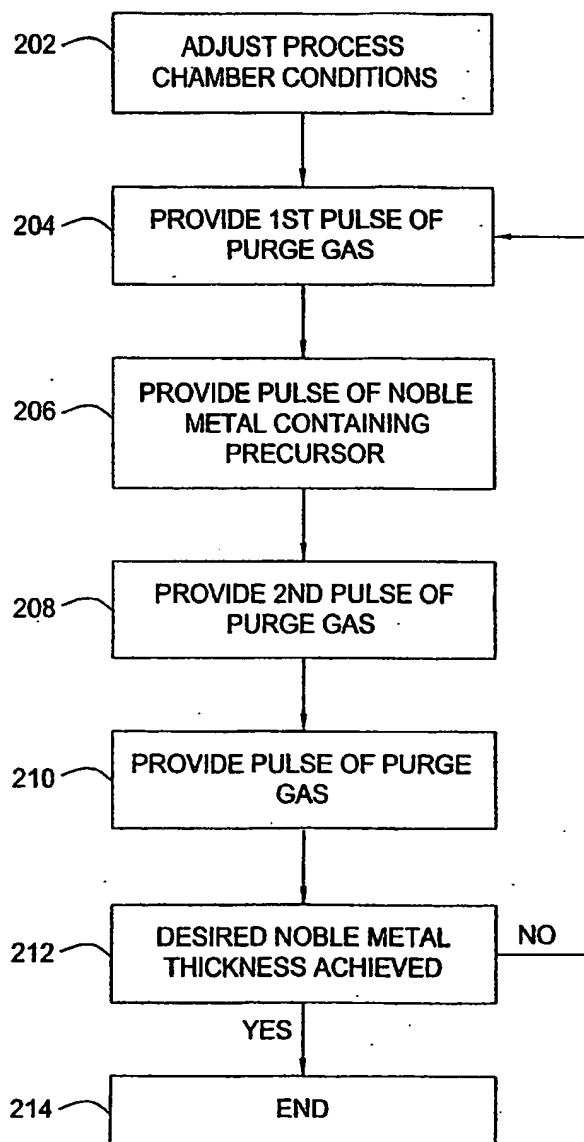 202
ADJUST PROCESS
CHAMBER CONDITIONS
204
PROVIDE 1ST PULSE OF
PURGE GAS
206
PROVIDE PULSE OF NOBLE
METAL CONTAINING
PRECURSOR
208
PROVIDE 2ND PULSE OF
PURGE GAS
210
PROVIDE PULSE OF PURGE
GAS
212
DESIRED NOBLE METAL
THICKNESS ACHIEVED
NO
YES
214
END